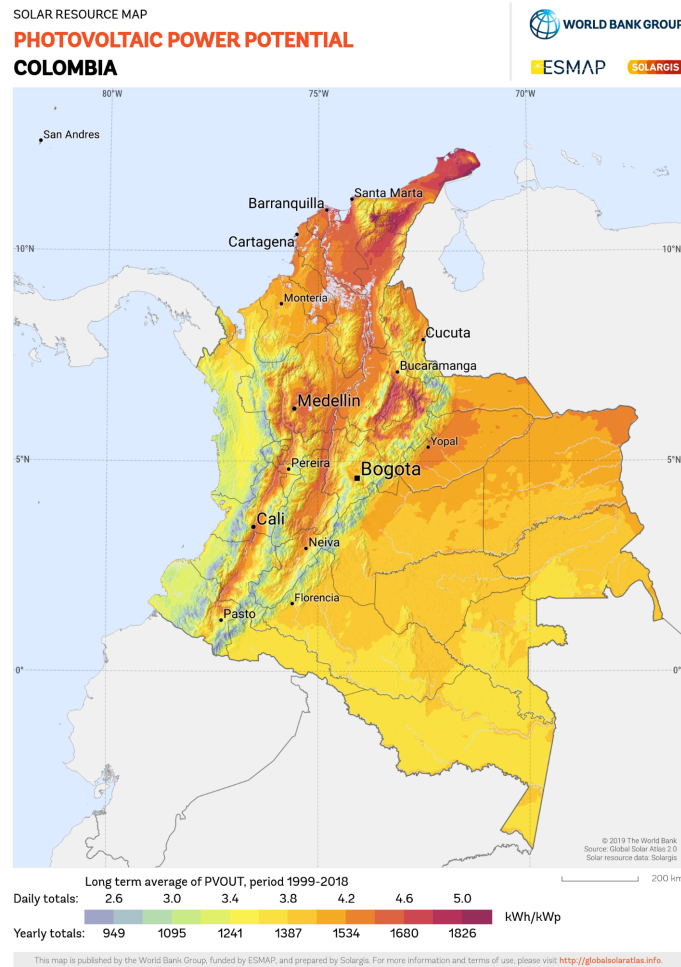 SOLAR RESOURCE MAP
PHOTOVOLTAIC POWER POTENTIAL
COLOMBIA
WORLD BANK GROUP
ESMAP
SOLARGIS
80°W 75°W 70°W
San Andres
Santa Marta
Barranquilla
Cartagena
10°N 10°N
Monteria
Cucuta
Bucaramanga
Medellin
Yopal
5°N 5°N
Pereira
Bogota
Cali
Neiva
Florencia
Pasto
0° 0°
© 2019 The World Bank
Source: Global Solar Atlas 2.0
Solar resource data: Solargis
200 km
Long term average of PVOUT, period 1999-2018
Daily totals: 2.6 3.0 3.4 3.8 4.2 4.6 5.0
kWh/kWp
Yearly totals: 949 1095 1241 1387 1534 1680 1826
This map is published by the World Bank Group, funded by ESMAP, and prepared by Solargis. For more information and terms of use, please visit http://globalsolaratlas.info.